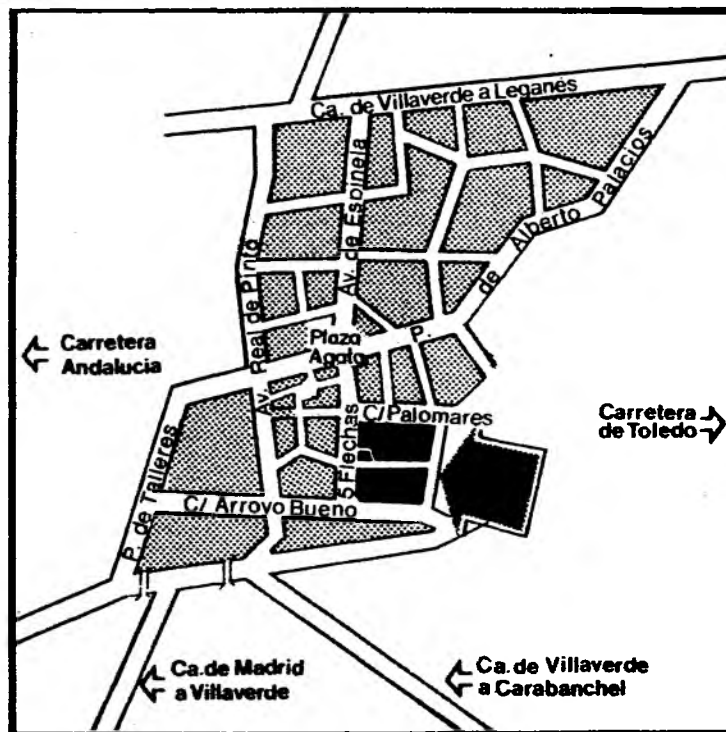 Ca. de Villaverde a Leganés
Av. de Espinela
P. de Alberto Palacios
Av. Real de Pinto
Plaza
Agata
Carretera
Andalucia
C/Palomares
Carretera
de Toledo
5 Flechas
P. de Talleres
C/ Arroyo Bueno
Ca. de Madrid
a Villaverde
Ca. de Villaverde
a Carabanchel